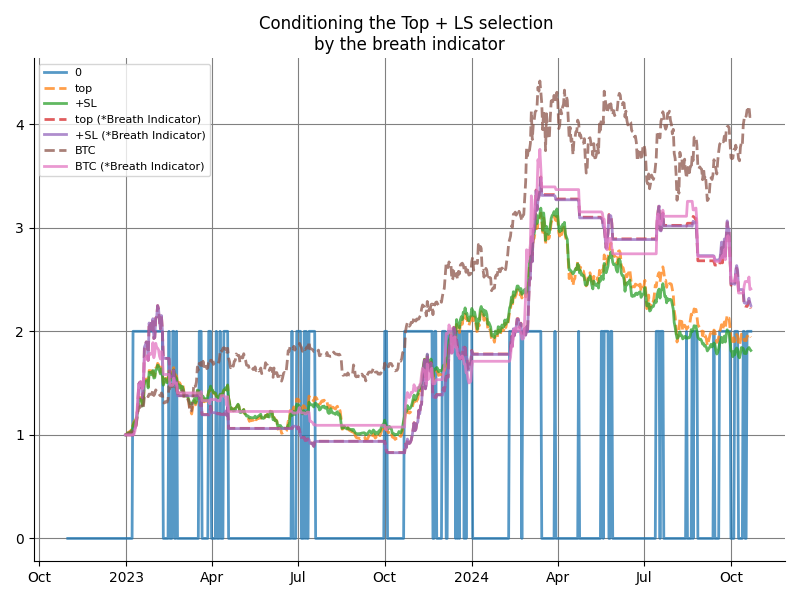 Conditioning the Top + LS selection
by the breath indicator
0
top
+SL
top (*Breath Indicator)
+SL (*Breath Indicator)
BTC
BTC (*Breath Indicator)
4
3
2
1
0
Oct 2023 Apr Jul Oct 2024 Apr Jul Oct